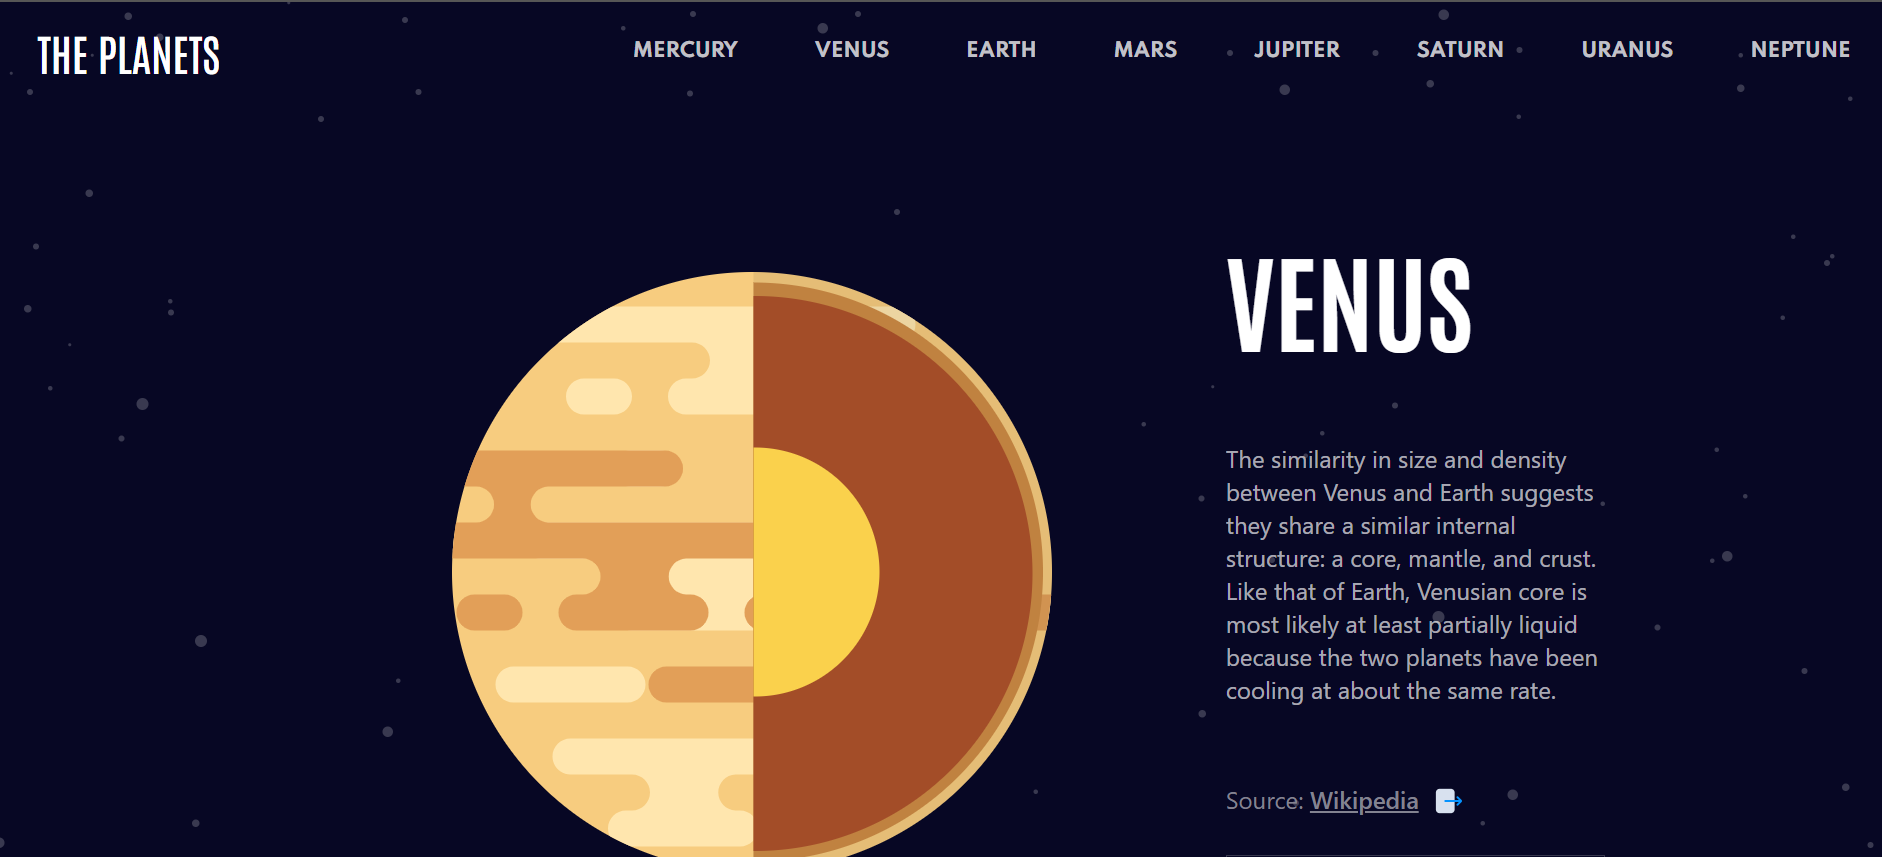 THE PLANETS
MERCURY VENUS EARTH MARS JUPITER SATURN URANUS NEPTUNE
VENUS
The similarity in size and density
between Venus and Earth suggests
they share a similar internal
structure: a core, mantle, and crust.
Like that of Earth, Venusian core is
most likely at least partially liquid
because the two planets have been
cooling at about the same rate.
Source: Wikipedia